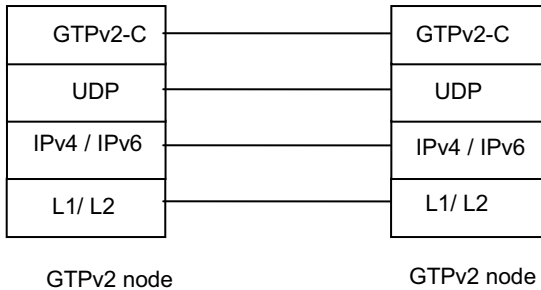 GTPv2-C GTPv2-C
UDP UDP
IPv4 / IPv6 IPv4 / IPv6
L1/ L2 L1/ L2
GTPv2 node GTPv2 node